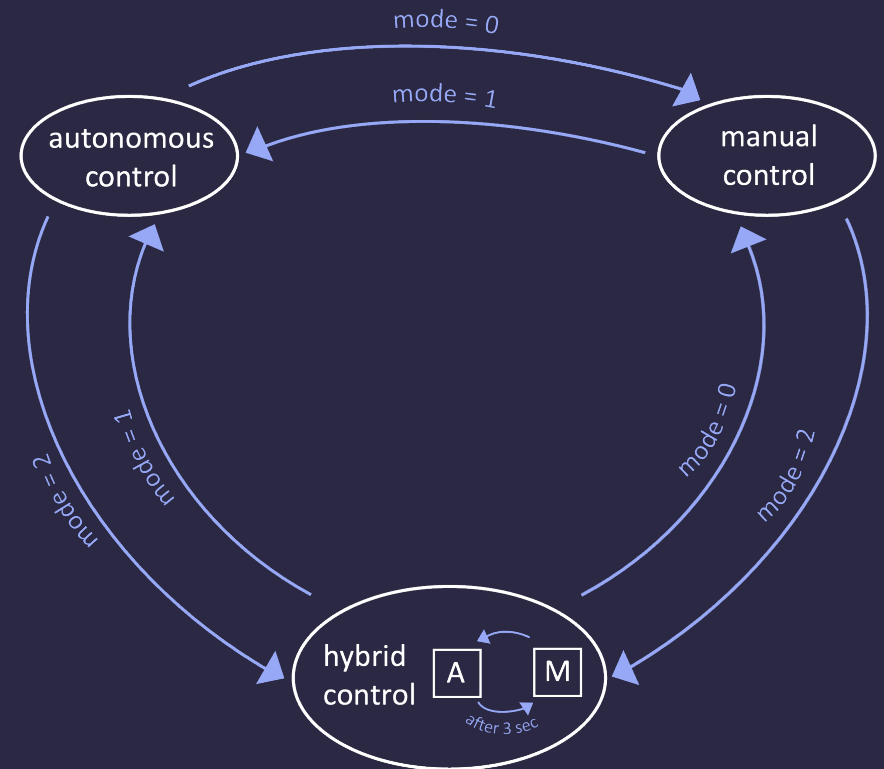 mode = 0
mode = 1
autonomous
control
manual
control
mode = 2
mode = 1
mode = 0
mode = 2
hybrid
control
A
M
after 3 sec